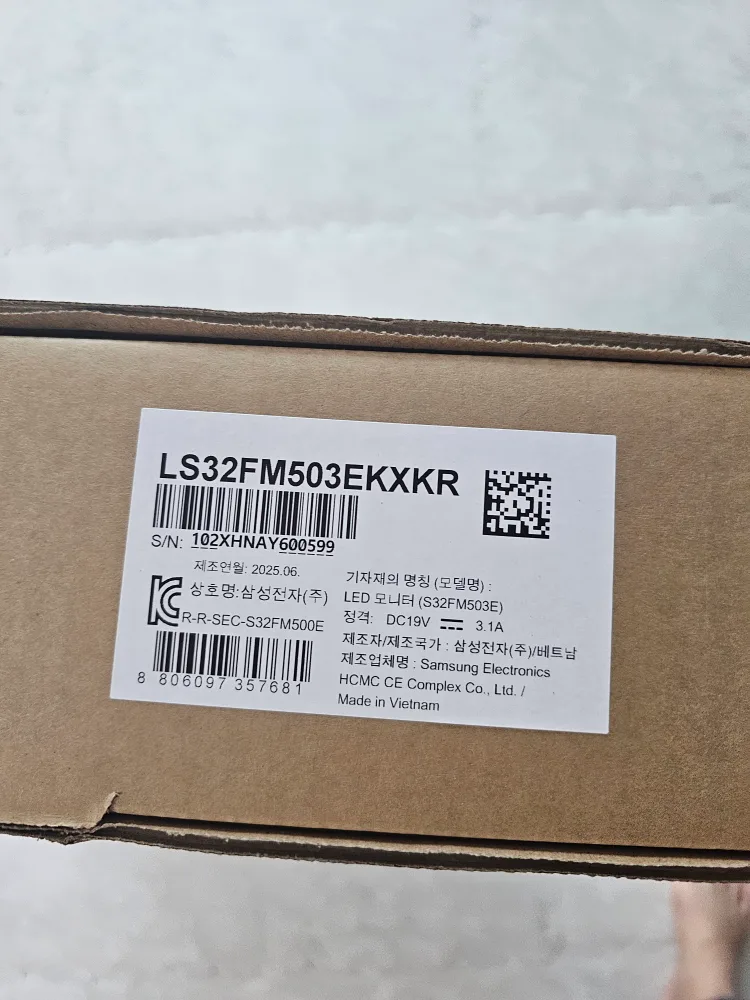 LS32FM503EKXKR
S/N: 102XHNAY600599
제조연월: 2025.06.
상호명:삼성전자(주)
R-R-SEC-S32FM500E
8 806097 357681
기자재의 명칭 (모델명) :
LED 모니터 (S32FM503E)
정격: DC19V 3.1A
제조자/제조국가 : 삼성전자(주)/베트남
제조업체명 : Samsung Electronics
HCMC CE Complex Co., Ltd. /
Made in Vietnam